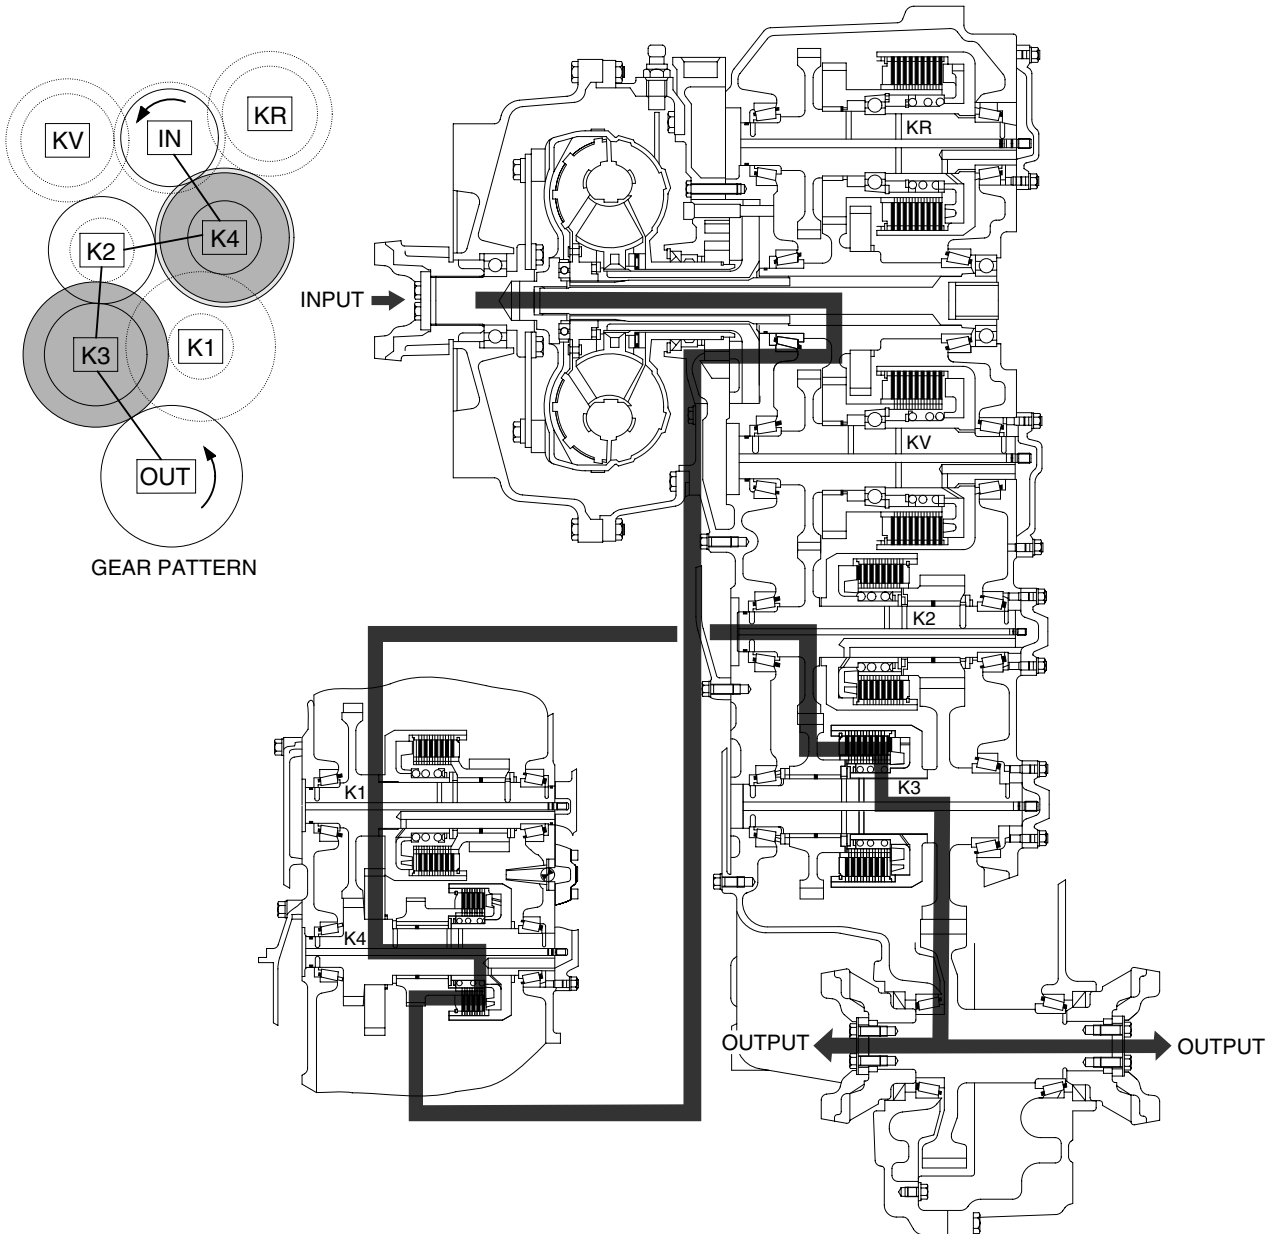 KR
IN
KV
K4
K2
K3
K1
OUT
GEAR PATTERN
INPUT
KR
KV
K2
K3
K1
K4
OUTPUT
OUTPUT